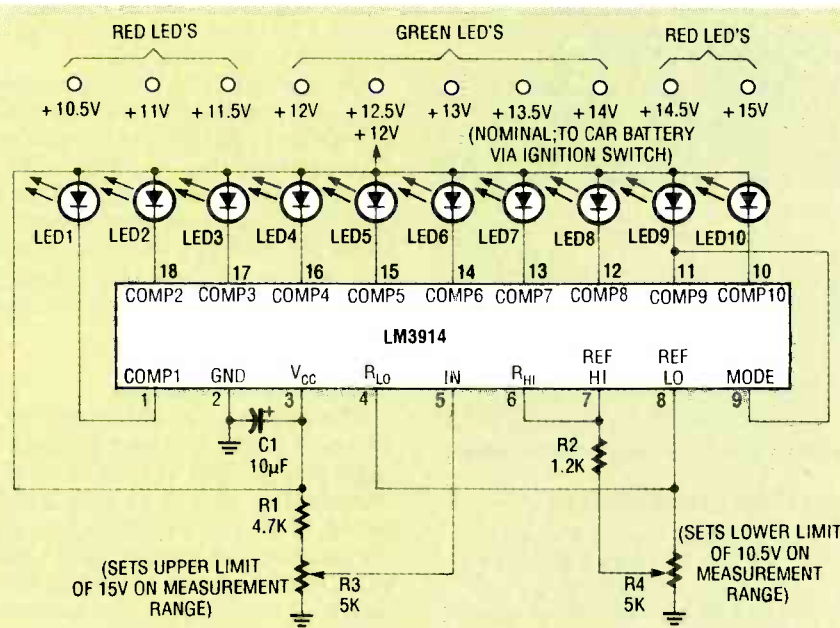 RED LED'S GREEN LED'S RED LED'S
+10.5V +11V +11.5V +12V +12.5V +13V +13.5V +14V +14.5V +15V
+12V (NOMINAL;TO CAR BATTERY
VIA IGNITION SWITCH)
LED1 LED2 LED3 LED4 LED5 LED6 LED7 LED8 LED9 LED10
18 17 16 15 14 13 12 11 10
COMP2 COMP3 COMP4 COMP5 COMP6 COMP7 COMP8 COMP9 COMP10
LM3914
COMP1 GND VCC RLO IN RHI REF HI REF LO MODE
1 2 3 4 5 6 7 8 9
C1
10µF
R2
1.2K
R1
4.7K
(SETS UPPER LIMIT
OF 15V ON MEASUREMENT
RANGE)
R3
5K
R4
5K
(SETS LOWER LIMIT
OF 10.5V ON
MEASUREMENT
RANGE)